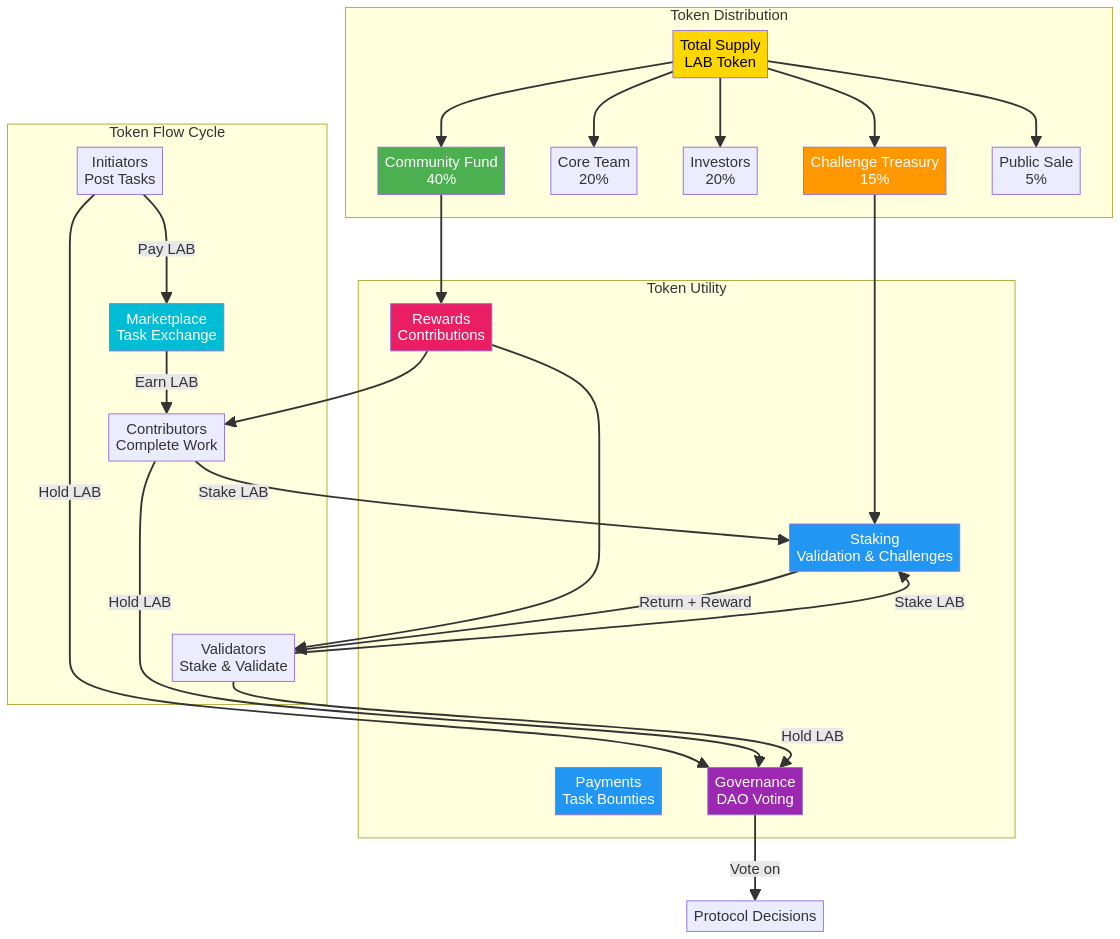 Token Distribution
Total Supply
LAB Token
Token Flow Cycle
Initiators
Post Tasks
Community Fund
40%
Core Team
20%
Investors
20%
Challenge Treasury
15%
Public Sale
5%
Pay LAB
Token Utility
Marketplace
Task Exchange
Rewards
Contributions
Earn LAB
Contributors
Complete Work
Hold LAB
Stake LAB
Staking
Validation & Challenges
Hold LAB
Return + Reward
Stake LAB
Validators
Stake & Validate
Hold LAB
Payments
Task Bounties
Governance
DAO Voting
Vote on
Protocol Decisions